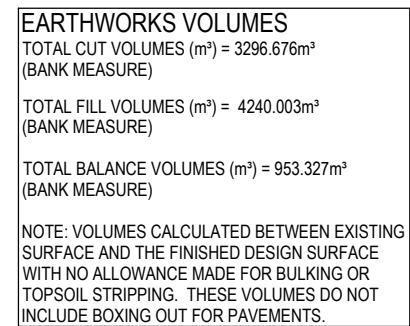 EARTHWORKS VOLUMES
TOTAL CUT VOLUMES (m³) = 3296.676m³
(BANK MEASURE)
TOTAL FILL VOLUMES (m³) = 4240.003m³
(BANK MEASURE)
TOTAL BALANCE VOLUMES (m³) = 953.327m³
(BANK MEASURE)
NOTE: VOLUMES CALCULATED BETWEEN EXISTING
SURFACE AND THE FINISHED DESIGN SURFACE
WITH NO ALLOWANCE MADE FOR BULKING OR
TOPSOIL STRIPPING. THESE VOLUMES DO NOT
INCLUDE BOXING OUT FOR PAVEMENTS.